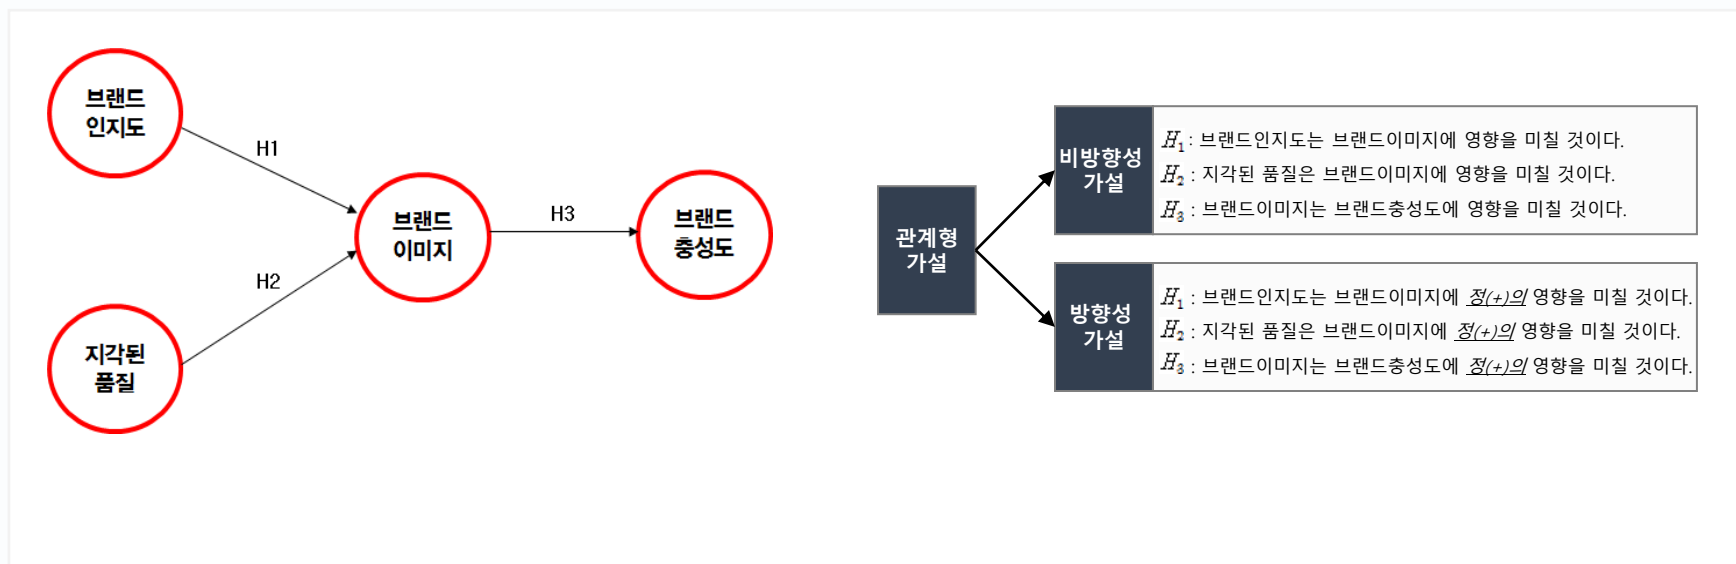 브랜드
인지도
H1
브랜드
이미지
H3
브랜드
충성도
H2
지각된
품질
관계형
가설
비방향성
가설
H₁ : 브랜드인지도는 브랜드이미지에 영향을 미칠 것이다.
H₂ : 지각된 품질은 브랜드이미지에 영향을 미칠 것이다.
H₃ : 브랜드이미지는 브랜드충성도에 영향을 미칠 것이다.
방향성
가설
H₁ : 브랜드인지도는 브랜드이미지에 정(+)의 영향을 미칠 것이다.
H₂ : 지각된 품질은 브랜드이미지에 정(+)의 영향을 미칠 것이다.
H₃ : 브랜드이미지는 브랜드충성도에 정(+)의 영향을 미칠 것이다.